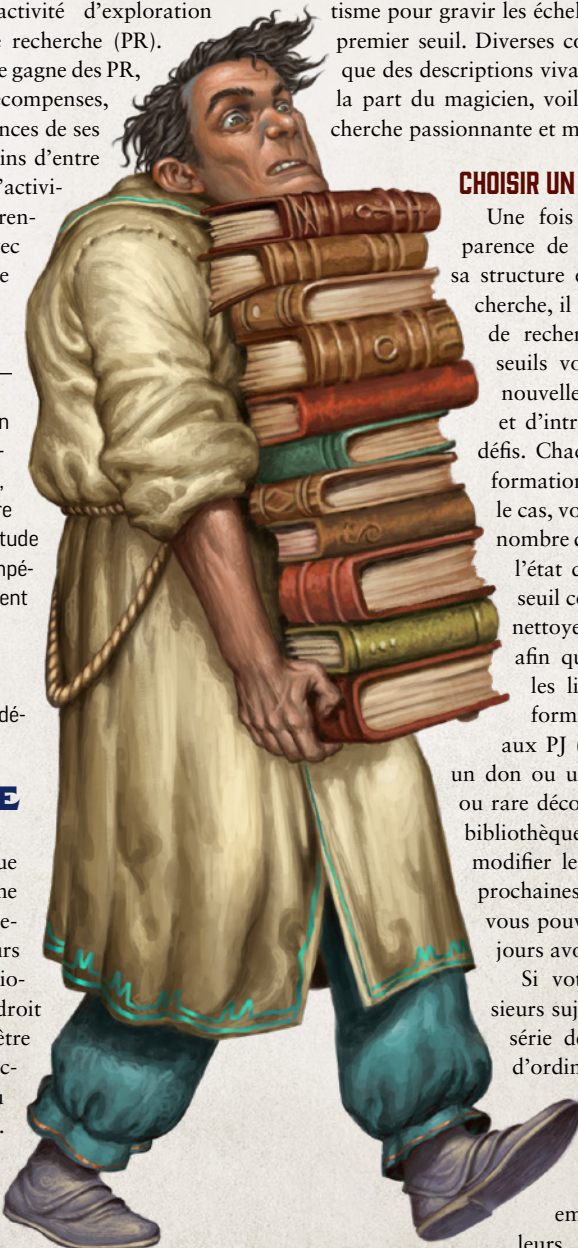 activité d'exploration
recherche (PR).
e gagne des PR,
compenses,
nces de ses
ins d'entre
'activi-
ren-
ec
e
n
-
,
re
tude
npé-
ent
dé-
E
ue
ne
e-
urs
io-
droit
être
c-
u
.
tisme pour gravir les échel
premier seuil. Diverses co
que des descriptions viva
la part du magicien, voil
cherche passionnante et m
CHOISIR UN
Une fois
parence de
sa structure
cherche, il
de recher
seuils vo
nouvelle
et d'intr
défis. Chac
formation
le cas, vo
nombre
l'état
seuil co
nettoye
afin qu
les li
form
aux PJ (
un don ou u
ou rare déco
bibliothèque
modifier le
prochaines
vous pouv
jours avo
Si vot
sieurs suj
série de
d'ordin
em
leurs